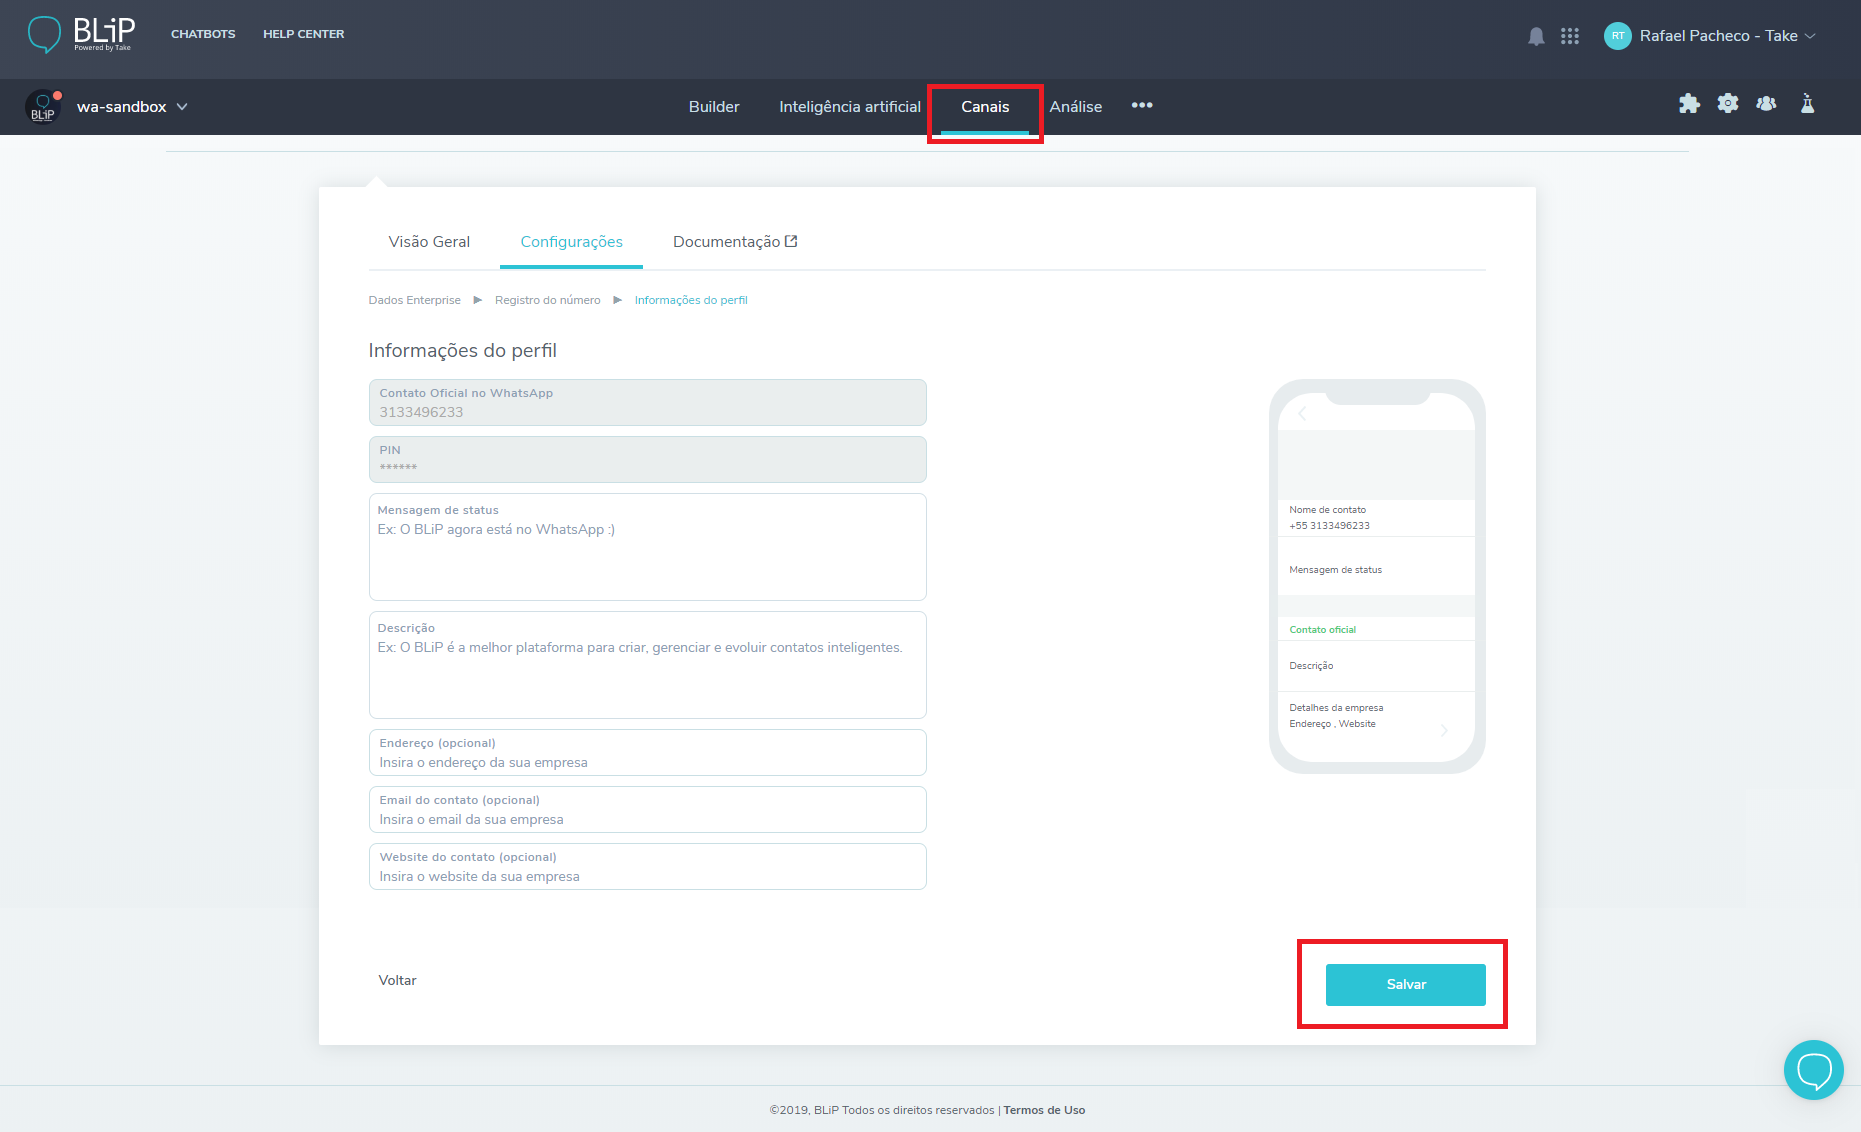 BLiP
Powered by Take
CHATBOTS
HELP CENTER
RT
Rafael Pacheco - Take
BLiP
wa-sandbox
Builder
Inteligência artificial
Canais
Análise
Visão Geral
Configurações
Documentação
Dados Enterprise
Registro do número
Informações do perfil
Informações do perfil
Contato Oficial no WhatsApp
3133496233
PIN
******
Mensagem de status
Ex: O BLiP agora está no WhatsApp :)
Descrição
Ex: O BLiP é a melhor plataforma para criar, gerenciar e evoluir contatos inteligentes.
Endereço (opcional)
Insira o endereço da sua empresa
Email do contato (opcional)
Insira o email da sua empresa
Website do contato (opcional)
Insira o website da sua empresa
Nome de contato
+55 3133496233
Mensagem de status
Contato oficial
Descrição
Detalhes da empresa
Endereço , Website
Voltar
Salvar
©2019, BLiP Todos os direitos reservados | Termos de Uso